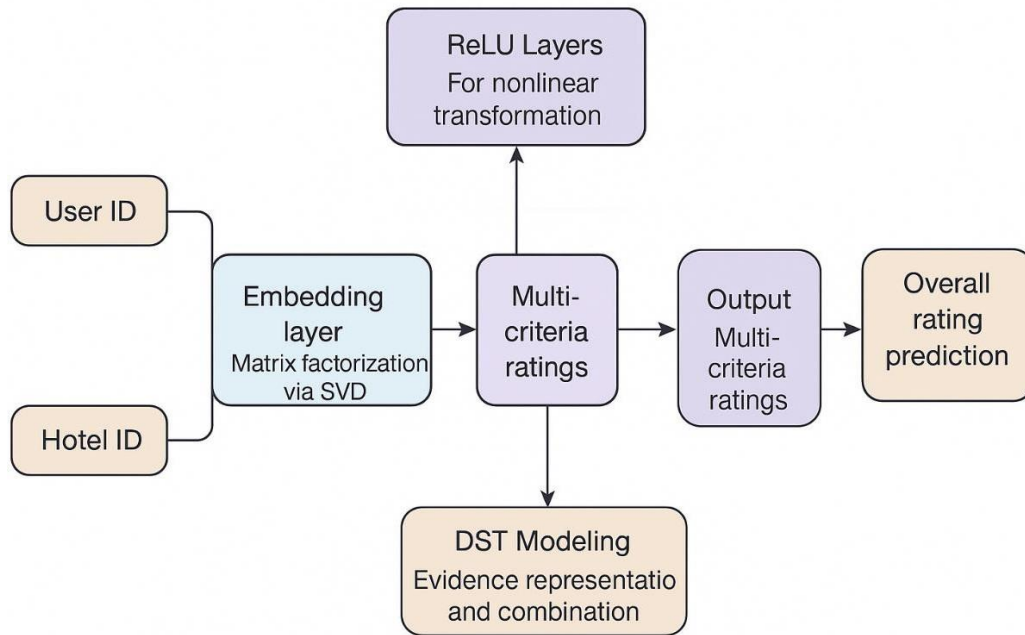 ReLU Layers
For nonlinear
transformation
User ID
Hotel ID
Embedding
layer
Matrix factorization
via SVD
Multi-
criteria
ratings
Output
Multi-
criteria
ratings
Overall
rating
prediction
DST Modeling
Evidence representatio
and combination